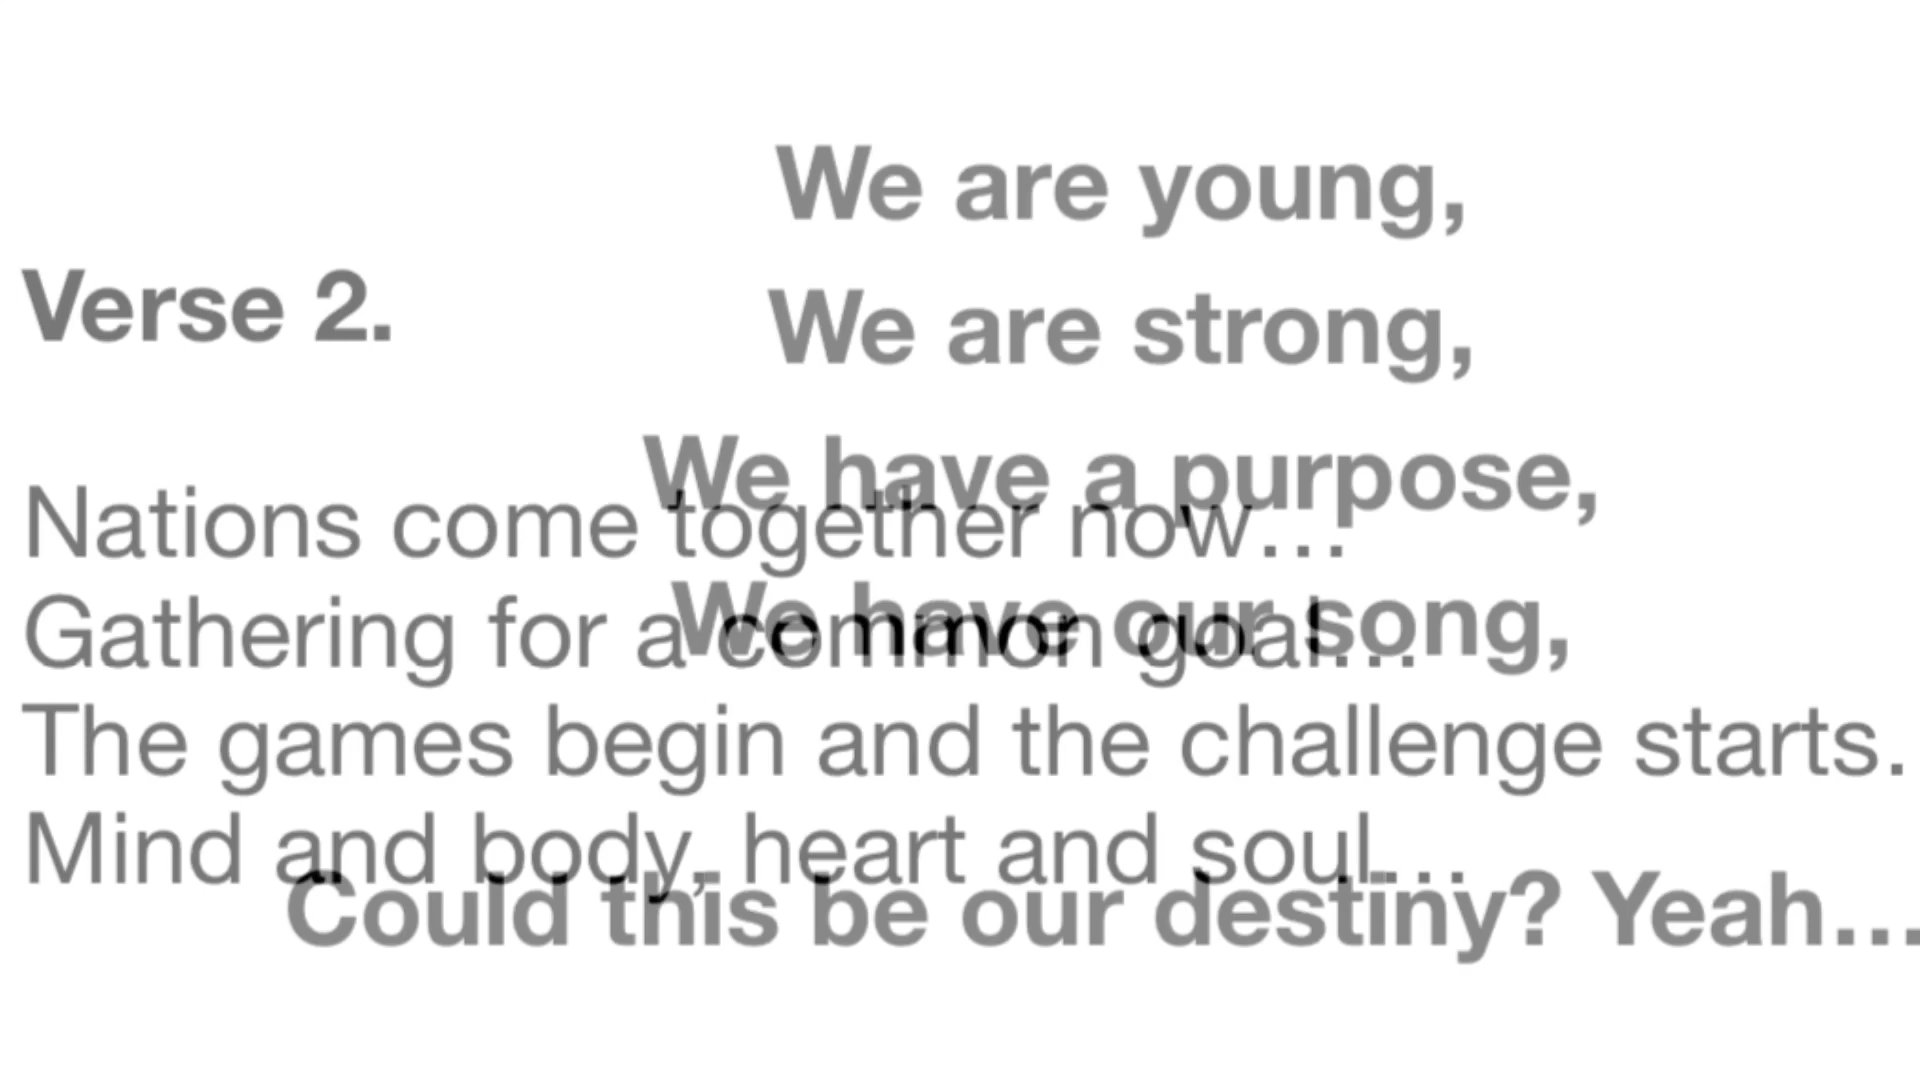 We are young,
We are strong,
We have a purpose,
We have our song,
Could this be our destiny? Yeah...
Verse 2.
Nations come together now...
Gathering for a common goal...
The games begin and the challenge starts.
Mind and body, heart and soul...